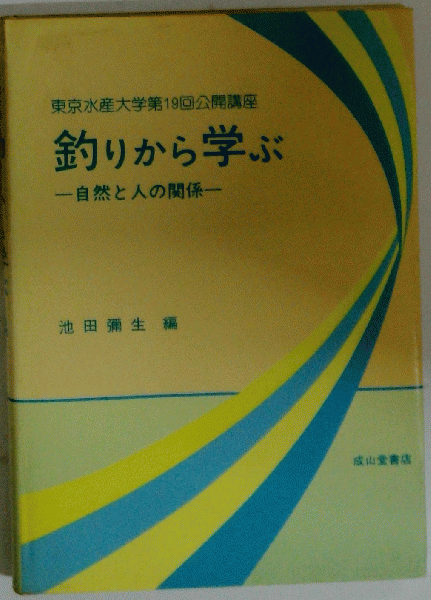 東京水産大学第19回公開講座
釣りから学ぶ
―自然と人の関係―
池田彌生 編
成山堂書店